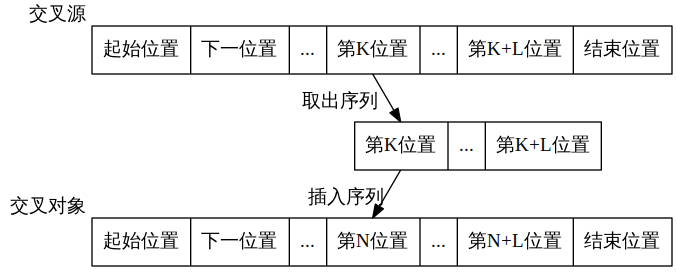 交叉源
起始位置 下一位置 ... 第K位置 ... 第K+L位置 结束位置
取出序列
第K位置 ... 第K+L位置
插入序列
交叉对象
起始位置 下一位置 ... 第N位置 ... 第N+L位置 结束位置